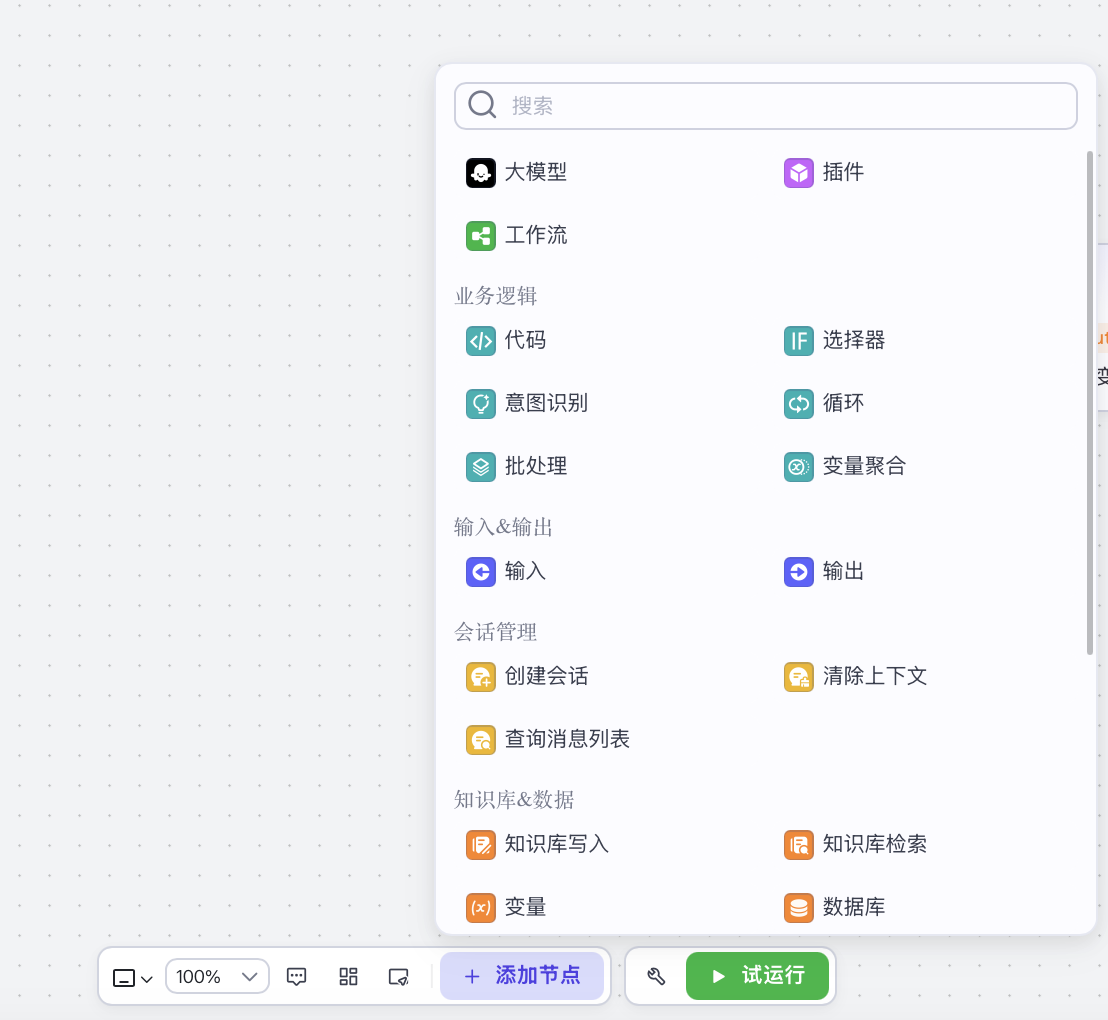 搜索
大模型 插件
工作流
业务逻辑
代码 选择器
意图识别 循环
批处理 变量聚合
输入&输出
输入 输出
会话管理
创建会话 清除上下文
查询消息列表
知识库&数据
知识库写入 知识库检索
变量 数据库
100% 添加节点 试运行